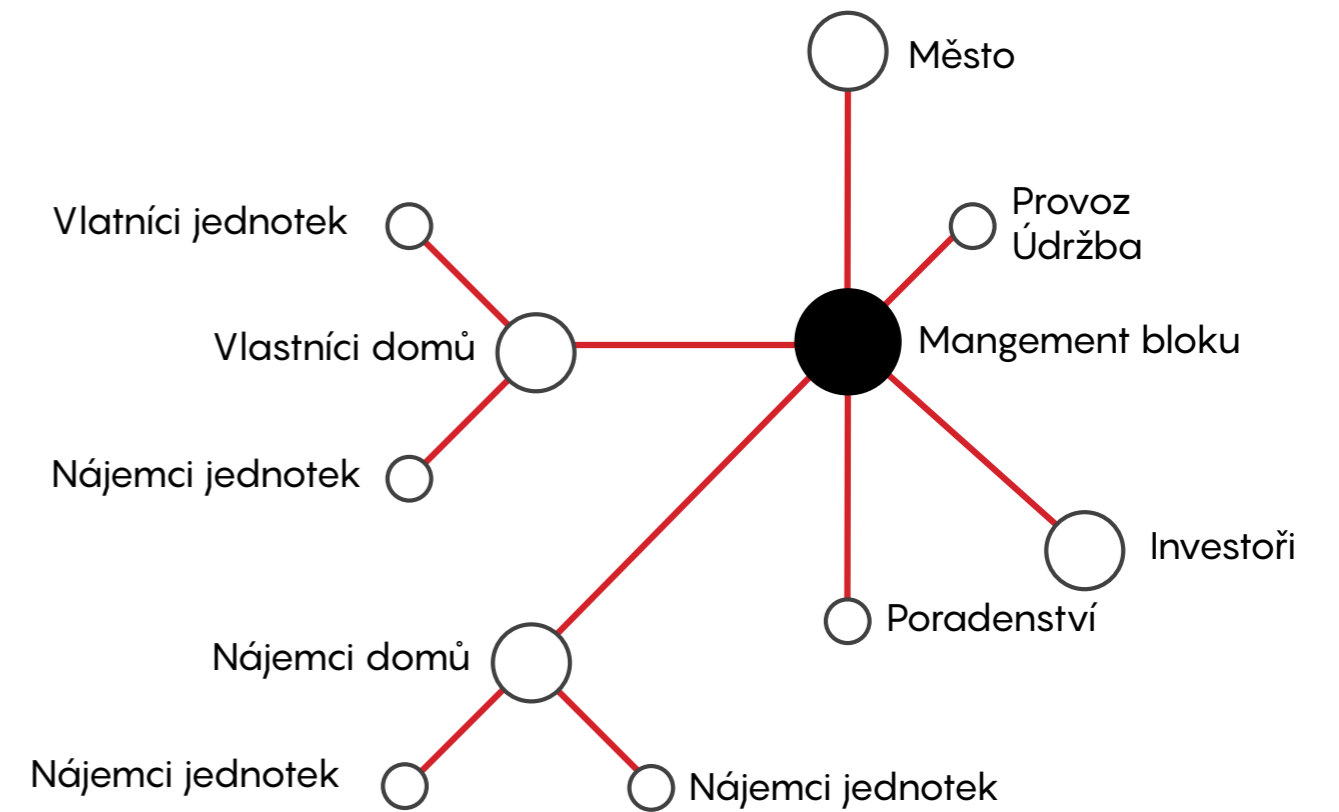 Město
Provoz
Údržba
Vlatníci jednotek
Vlastníci domů
Mangement bloku
Nájemci jednotek
Investoři
Poradenství
Nájemci domů
Nájemci jednotek
Nájemci jednotek